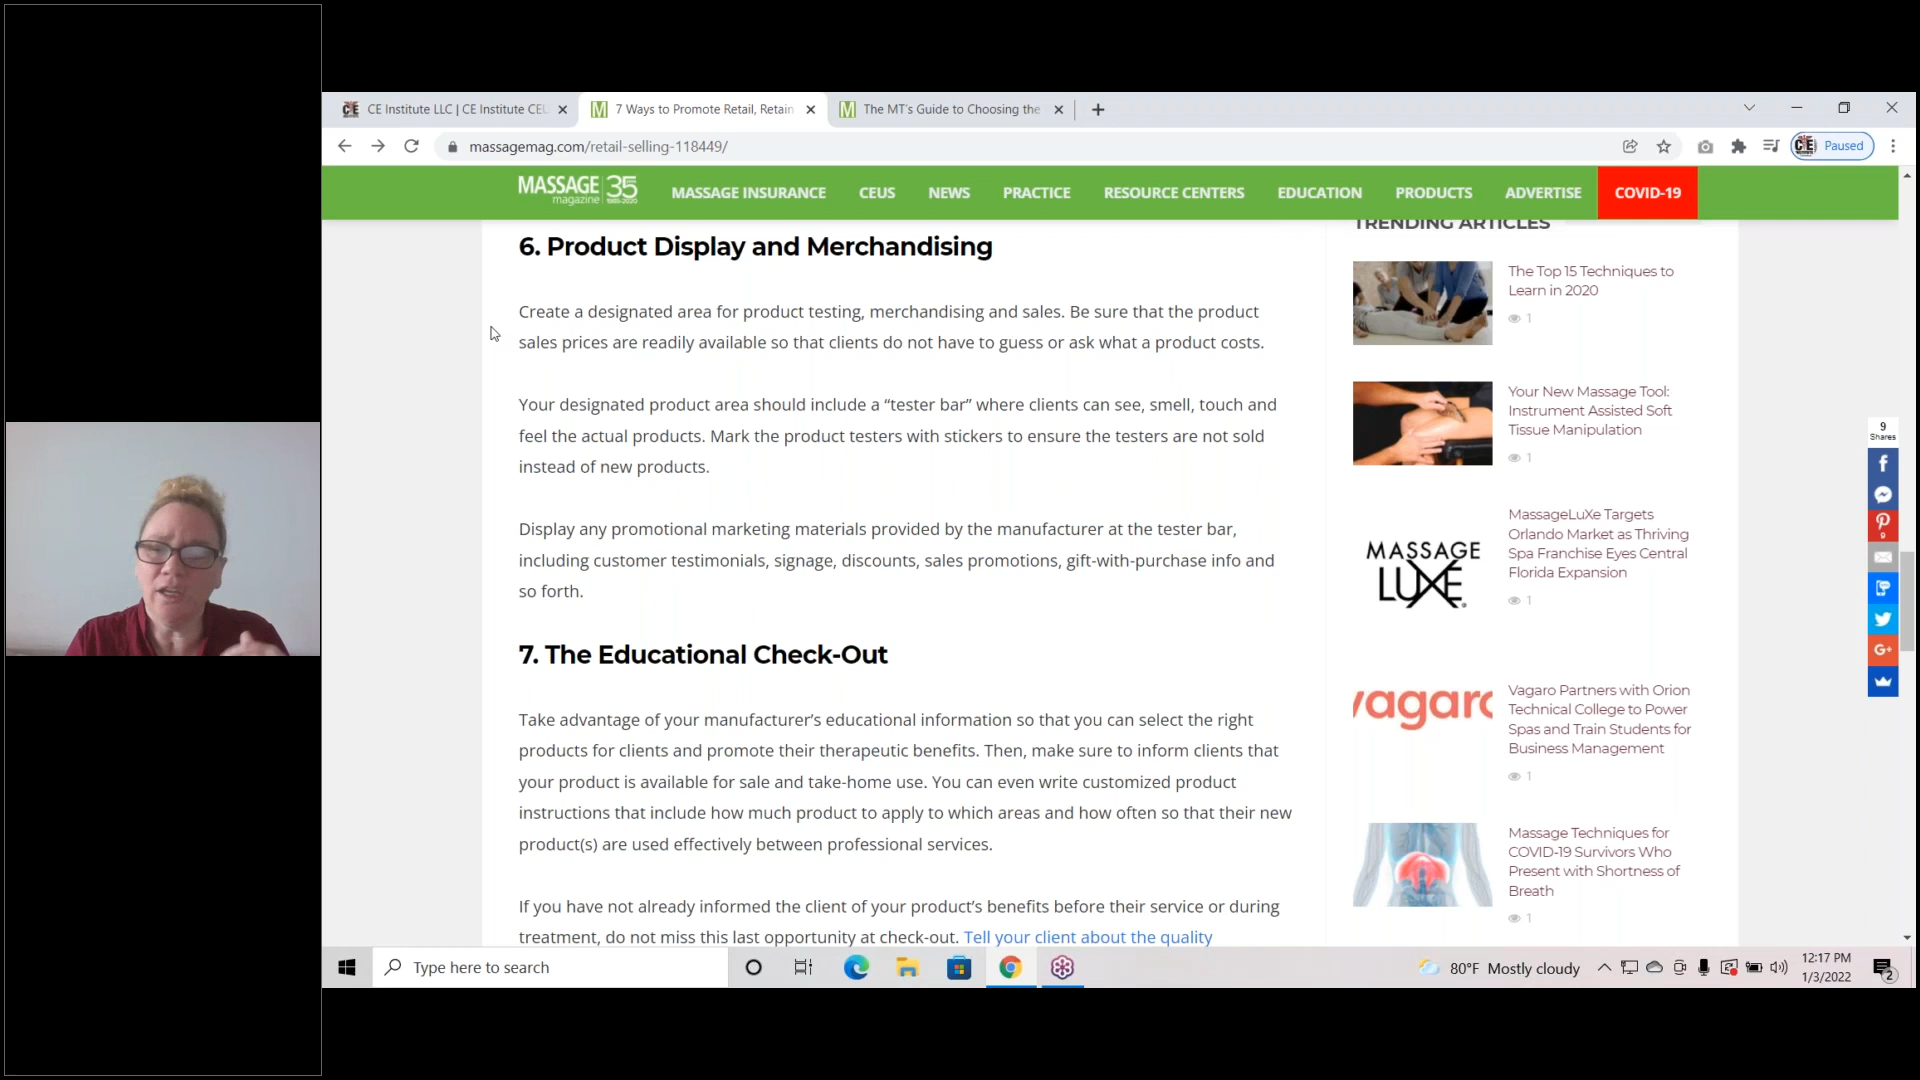 CE Institute LLC | CE Institute CEU
7 Ways to Promote Retail, Retain
The MT's Guide to Choosing the
massagemag.com/retail-selling-118449/
Paused
MASSAGE 35
magazine
MASSAGE INSURANCE
CEUS
NEWS
PRACTICE
RESOURCE CENTERS
EDUCATION
PRODUCTS
ADVERTISE
COVID-19
6. Product Display and Merchandising
Create a designated area for product testing, merchandising and sales. Be sure that the product
sales prices are readily available so that clients do not have to guess or ask what a product costs.
Your designated product area should include a “tester bar” where clients can see, smell, touch and
feel the actual products. Mark the product testers with stickers to ensure the testers are not sold
instead of new products.
Display any promotional marketing materials provided by the manufacturer at the tester bar,
including customer testimonials, signage, discounts, sales promotions, gift-with-purchase info and
so forth.
7. The Educational Check-Out
Take advantage of your manufacturer’s educational information so that you can select the right
products for clients and promote their therapeutic benefits. Then, make sure to inform clients that
your product is available for sale and take-home use. You can even write customized product
instructions that include how much product to apply to which areas and how often so that their new
product(s) are used effectively between professional services.
If you have not already informed the client of your product’s benefits before their service or during
treatment, do not miss this last opportunity at check-out. Tell your client about the quality
TRENDING ARTICLES
The Top 15 Techniques to
Learn in 2020
1
Your New Massage Tool:
Instrument Assisted Soft
Tissue Manipulation
1
MASSAGE
LUXE
MassageLuXe Targets
Orlando Market as Thriving
Spa Franchise Eyes Central
Florida Expansion
1
vagaro
Vagaro Partners with Orion
Technical College to Power
Spas and Train Students for
Business Management
1
Massage Techniques for
COVID-19 Survivors Who
Present with Shortness of
Breath
1
9
Shares
9
Type here to search
80°F Mostly cloudy
12:17 PM
1/3/2022
2